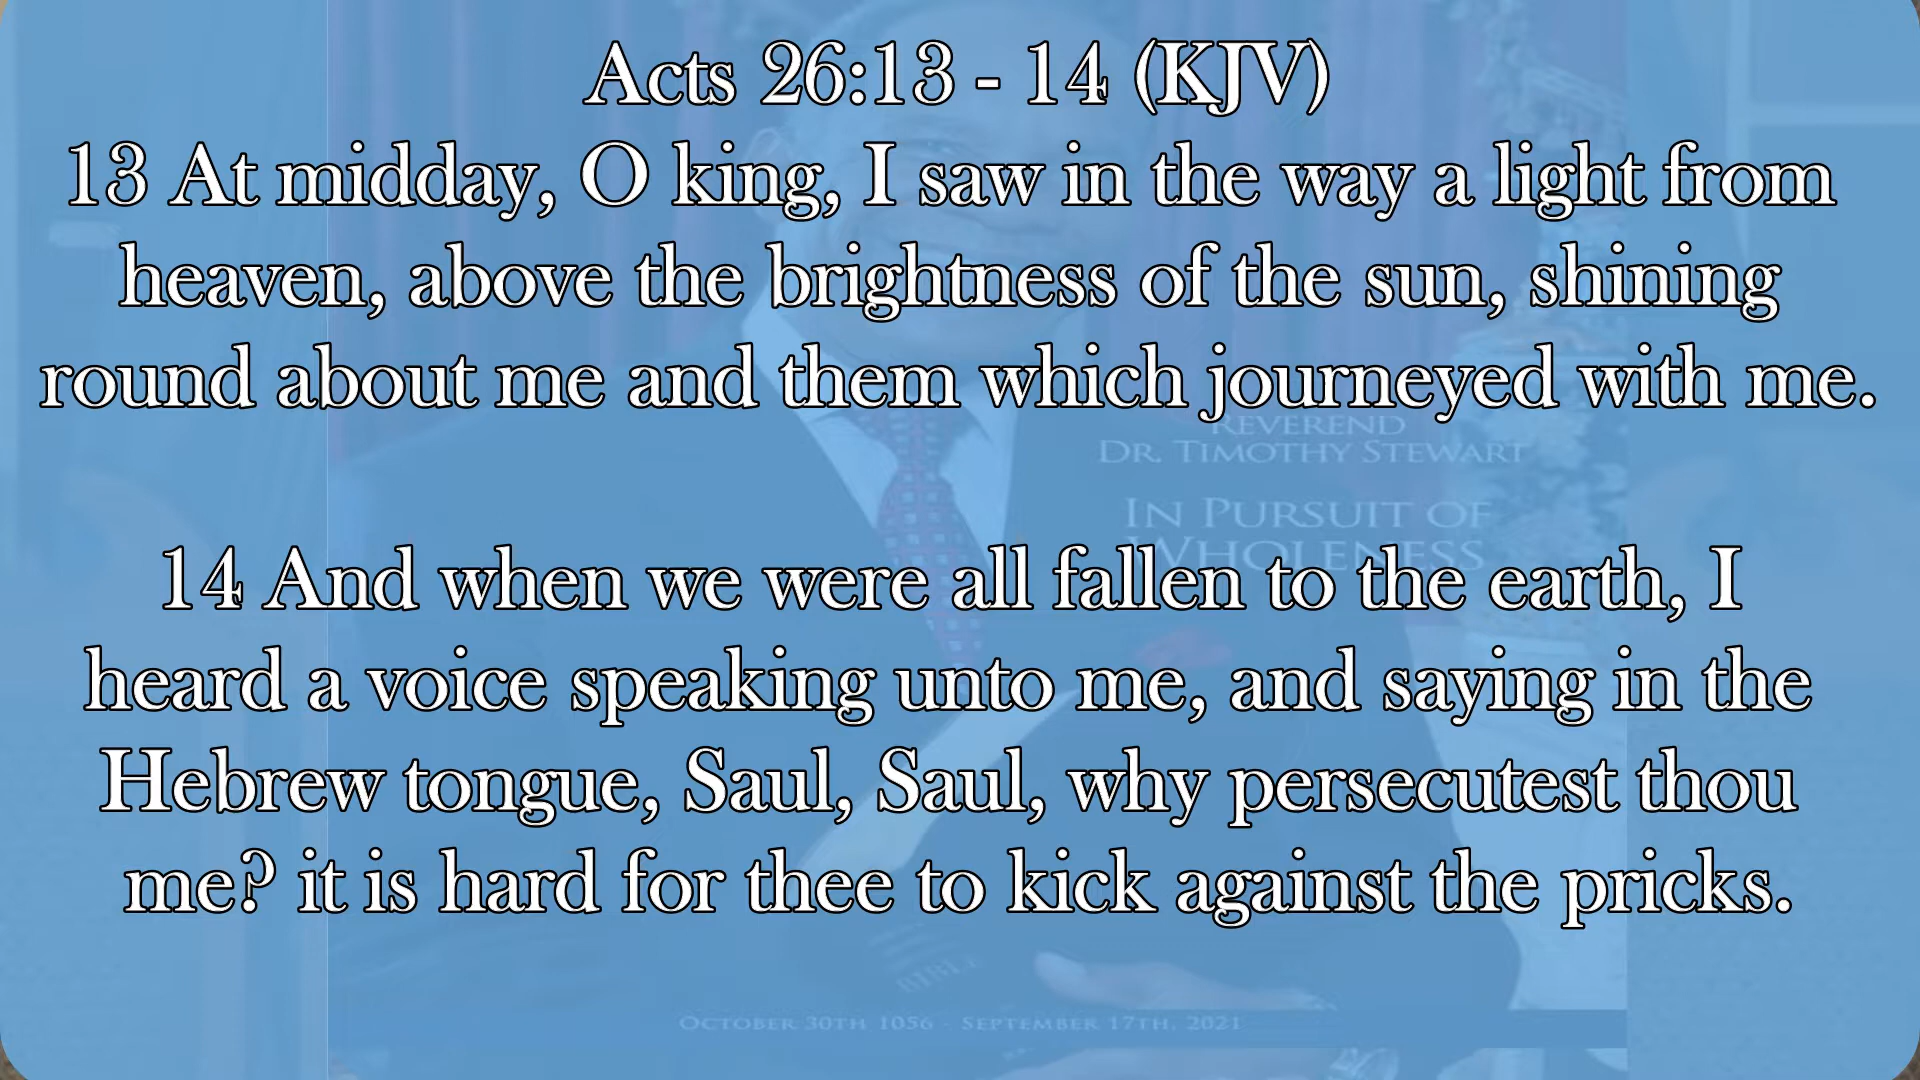 Acts 26:13 - 14 (KJV)
13 At midday, O king, I saw in the way a light from
heaven, above the brightness of the sun, shining
round about me and them which journeyed with me.
REVEREND
DR. TIMOTHY STEWART
IN PURSUIT OF
WHOLENESS
14 And when we were all fallen to the earth, I
heard a voice speaking unto me, and saying in the
Hebrew tongue, Saul, Saul, why persecutest thou
me? it is hard for thee to kick against the pricks.
OCTOBER 30TH 1056 - SEPTEMBER 17TH, 2021